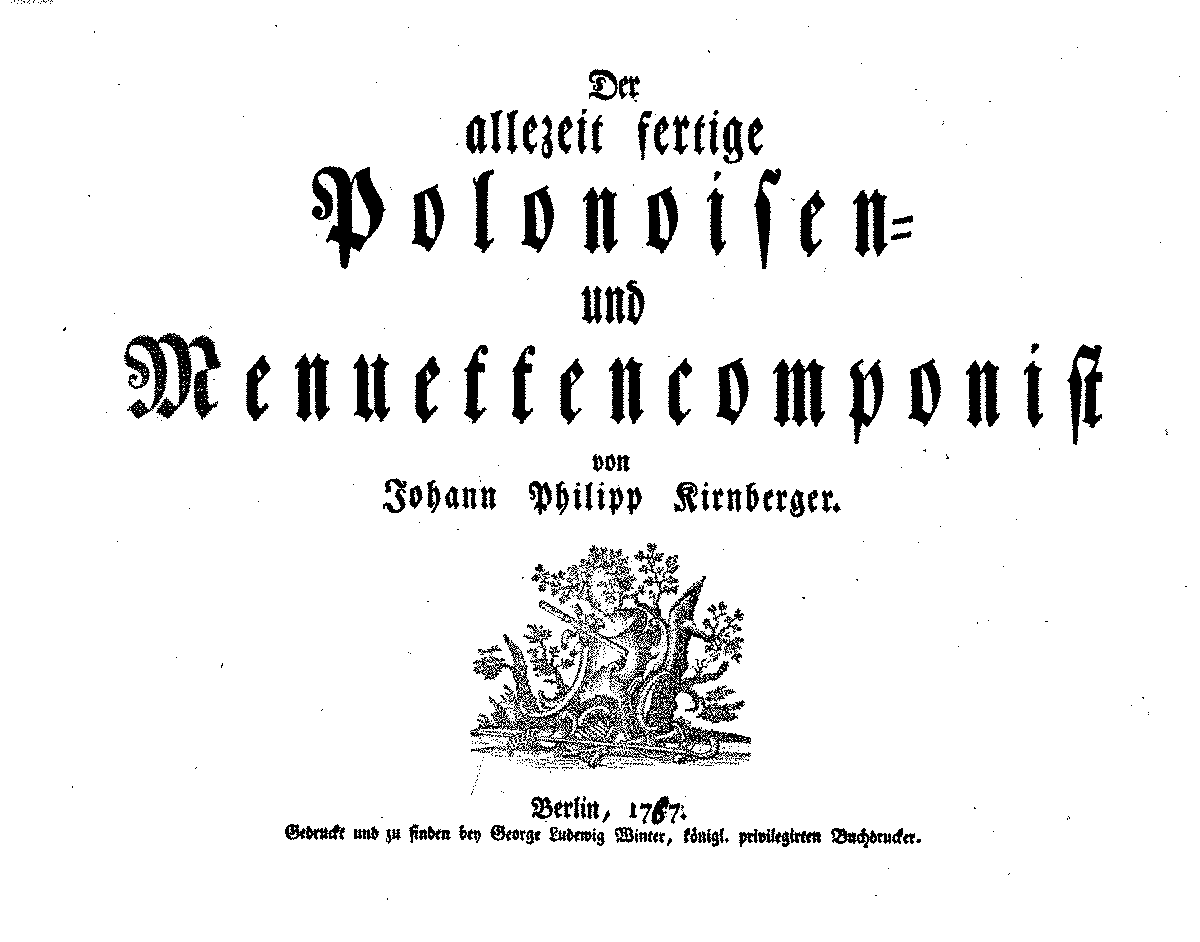 Der
allezeit fertige
Polonoisen=
und
Menuettencomponist
von
Johann Philipp Kirnberger.
Berlin, 1767.
Gedruckt und zu finden bey George Ludewig Winter, königl. privilegirten Buchdrucker.